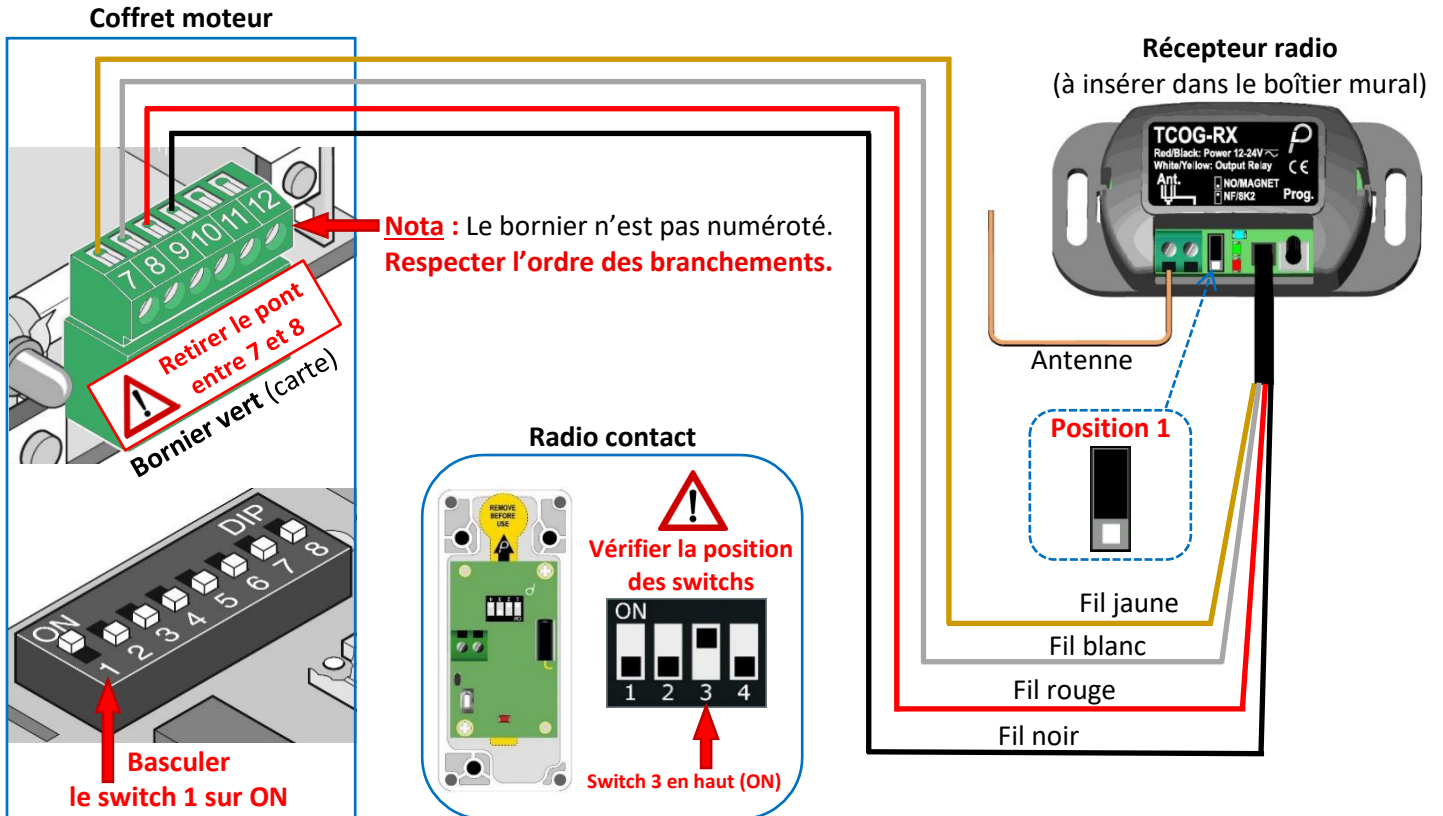 Coffret moteur
Récepteur radio
(à insérer dans le boîtier mural)
TCOG-RX
Red/Black: Power 12-24V
White/Yellow: Output Relay
CE
Ant.
NO/MAGNET
NF/8K2
Prog.
7 8 9 10 11 12
Nota : Le bornier n’est pas numéroté.
Respecter l’ordre des branchements.
Retirer le pont
entre 7 et 8
Bornier vert (carte)
Antenne
Position 1
Radio contact
REMOVE
BEFORE
USE
Vérifier la position
des switchs
ON
1 2 3 4
Switch 3 en haut (ON)
ON DIP
1 2 3 4 5 6 7 8
Basculer
le switch 1 sur ON
Fil jaune
Fil blanc
Fil rouge
Fil noir